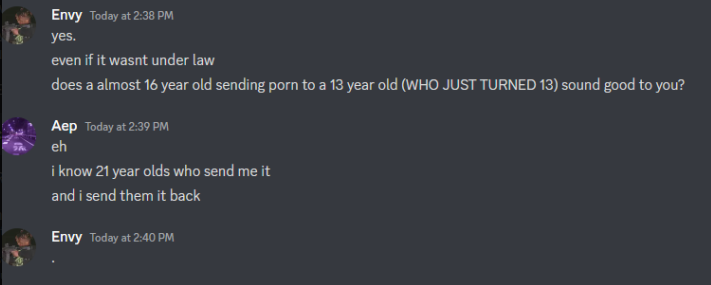 Envy Today at 2:38 PM
yes.
even if it wasnt under law
does a almost 16 year old sending porn to a 13 year old (WHO JUST TURNED 13) sound good to you?
Aep Today at 2:39 PM
eh
i know 21 year olds who send me it
and i send them it back
Envy Today at 2:40 PM
.